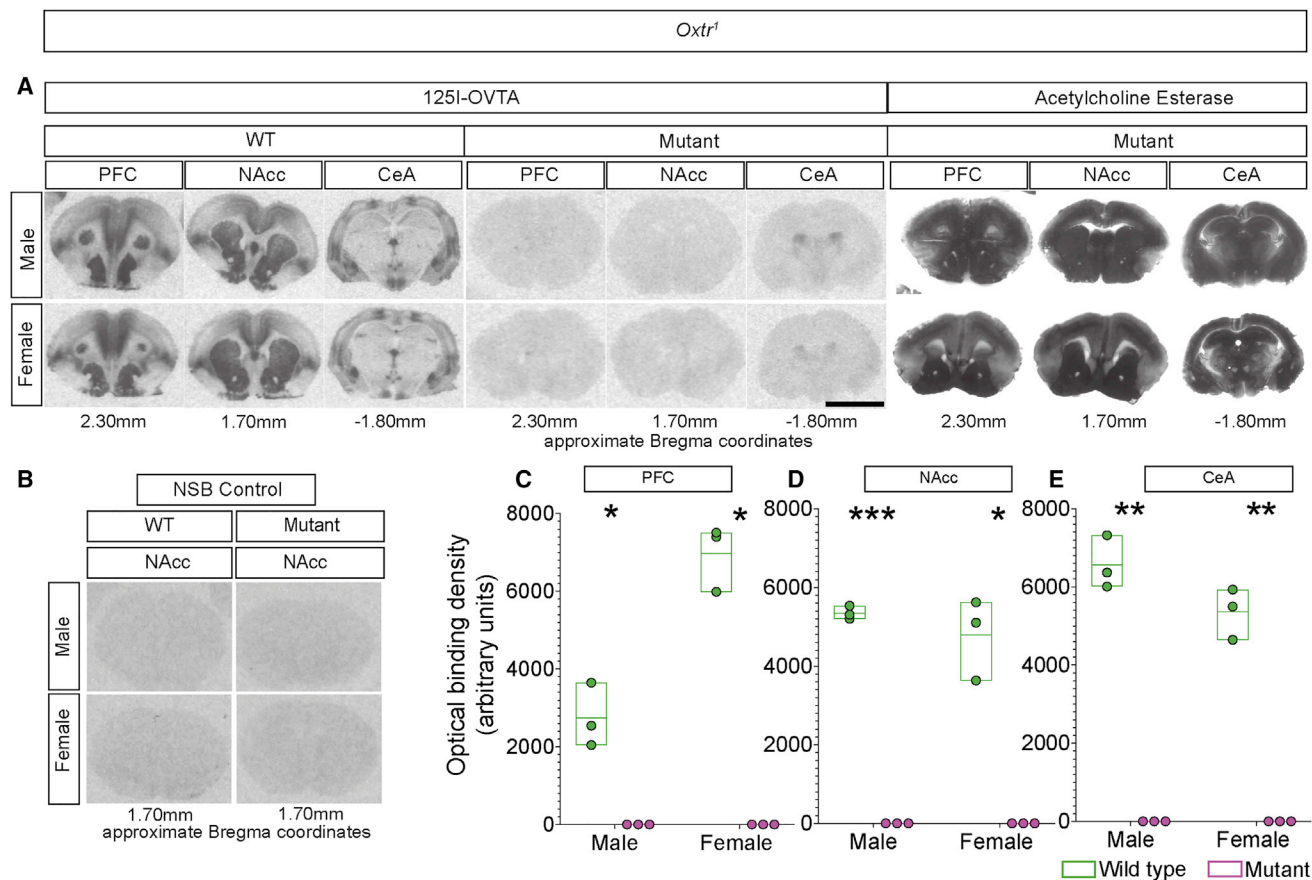 Oxtr¹
A
125I-OVTA Acetylcholine Esterase
WT Mutant Mutant
PFC NAcc CeA PFC NAcc CeA PFC NAcc CeA
Male
Female
2.30mm 1.70mm -1.80mm 2.30mm 1.70mm -1.80mm 2.30mm 1.70mm -1.80mm
approximate Bregma coordinates
B
NSB Control
WT Mutant
NAcc NAcc
Male
Female
1.70mm 1.70mm
approximate Bregma coordinates
C PFC
Optical binding density
(arbitrary units)
8000
6000
4000
2000
0
* *
Male Female
D NAcc
8000
6000
4000
2000
0
*** *
Male Female
E CeA
8000
6000
4000
2000
0
** **
Male Female
Wild type Mutant